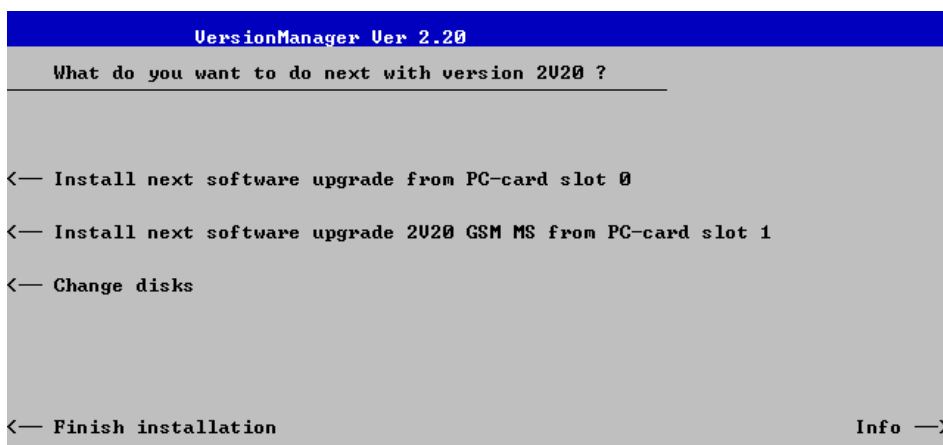 VersionManager Ver 2.20
What do you want to do next with version 2V20 ?
<—— Install next software upgrade from PC-card slot 0
<—— Install next software upgrade 2V20 GSM MS from PC-card slot 1
<—— Change disks
<—— Finish installation
Info ——>